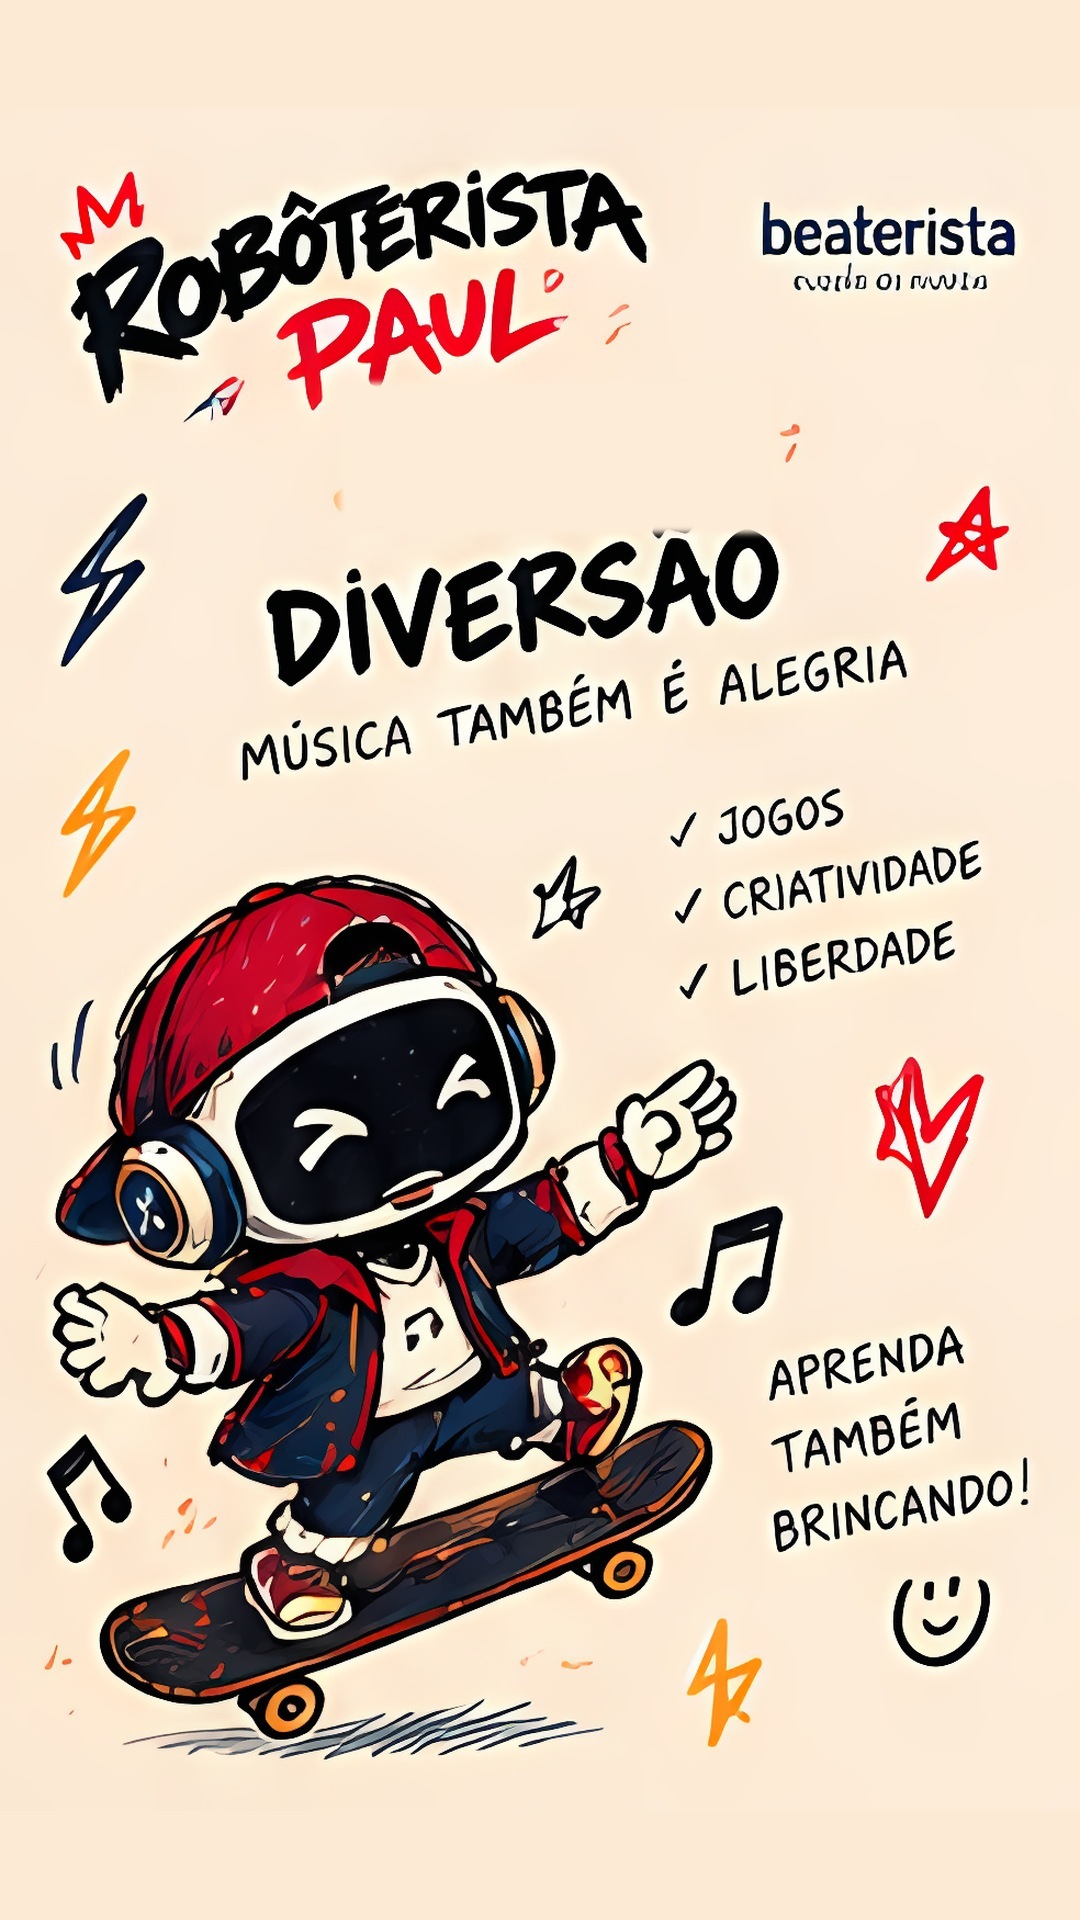 ROBÔTERISTA
PAUL
beaterista
DIVERSÃO
MÚSICA TAMBÉM É ALEGRIA
✓ JOGOS
✓ CRIATIVIDADE
✓ LIBERDADE
APRENDA
TAMBÉM
BRINCANDO!